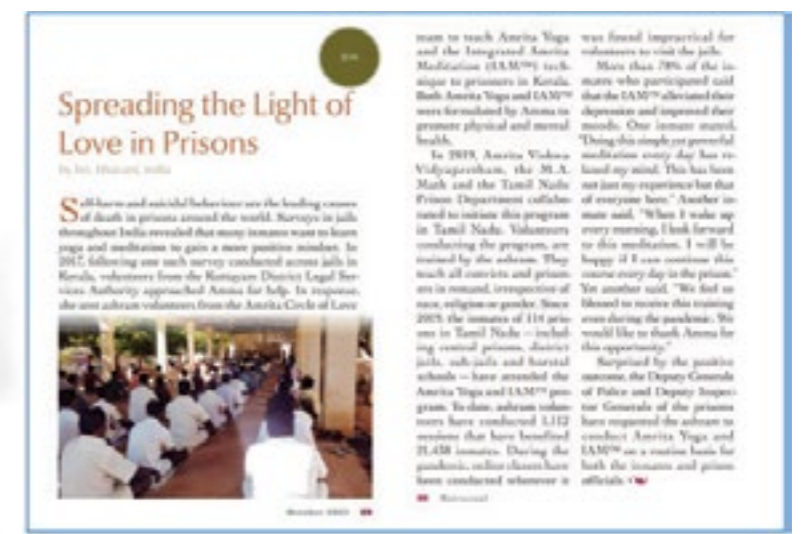 Spreading the Light of
Love in Prisons
Self-harm and suicidal behaviour are the leading causes
of death in prisons around the world. Surveys in jails
throughout India revealed that many inmates want to learn
yoga and meditation to gain a more positive mindset. In
2017, following one such survey conducted across jails in
Kerala, volunteers from the Kottayam District Legal Ser-
vices Authority approached Amma for help. In response,
she sent ashram volunteers from the Amrita Circle of Love
team to teach Amrita Yoga
and the Integrated Amrita
Meditation (IAM™) tech-
nique to prisoners in Kerala.
Both Amrita Yoga and IAM™
were formulated by Amma to
promote physical and mental
health.
In 2019, Amrita Vishwa
Vidyapeetham, the M.A.
Math and the Tamil Nadu
Prison Department collabo-
rated to initiate this program
in Tamil Nadu. Volunteers
conducting the program, are
trained by the ashram. They
teach all convicts and prison-
ers in remand, irrespective of
race, religion or gender. Since
2019, the inmates of 114 pris-
ons in Tamil Nadu — includ-
ing central prisons, district
jails, sub-jails and borstal
schools — have attended the
Amrita Yoga and IAM™ pro-
gram. To date, ashram volun-
teers have conducted 1,112
sessions that have benefited
21,458 inmates. During the
pandemic, online classes have
been conducted wherever it
was found impractical for
volunteers to visit the jails.
More than 78% of the in-
mates who participated said
that the IAM™ alleviated their
depression and improved their
moods. One inmate stated,
"Doing this simple yet powerful
meditation every day has re-
laxed my mind. This has been
not just my experience but that
of everyone here." Another in-
mate said, "When I wake up
every morning, I look forward
to this meditation. I will be
happy if I can continue this
course every day in the prison."
Yet another said, "We feel so
blessed to receive this training
even during the pandemic. We
would like to thank Amma for
this opportunity."
Surprised by the positive
outcome, the Deputy Generals
of Police and Deputy Inspec-
tor Generals of the prisons
have requested the ashram to
conduct Amrita Yoga and
IAM™ on a routine basis for
both the inmates and prison
officials.
Matruvani